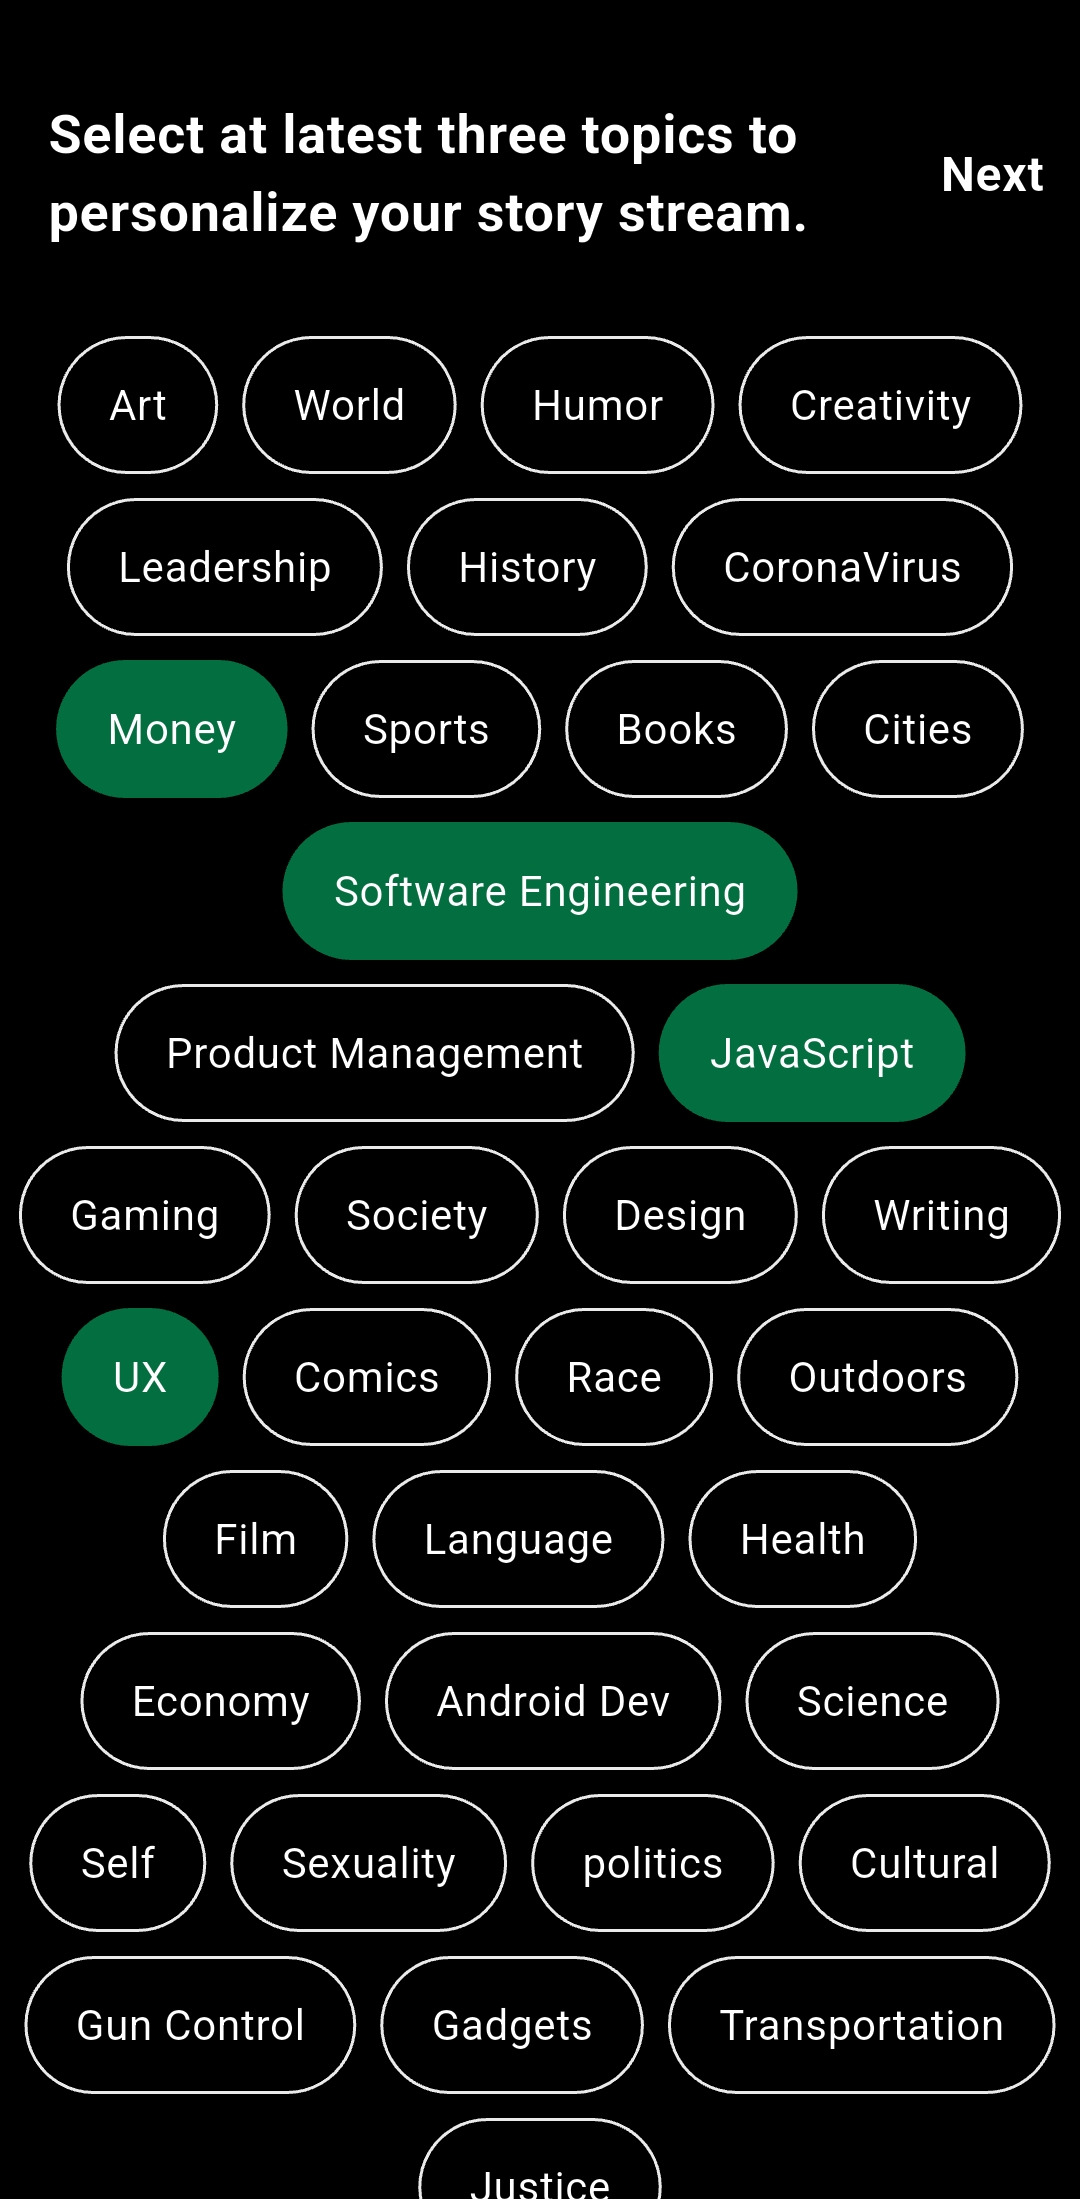 Select at latest three topics to
personalize your story stream.
Next
Art World Humor Creativity
Leadership History CoronaVirus
Money Sports Books Cities
Software Engineering
Product Management JavaScript
Gaming Society Design Writing
UX Comics Race Outdoors
Film Language Health
Economy Android Dev Science
Self Sexuality politics Cultural
Gun Control Gadgets Transportation
Justice